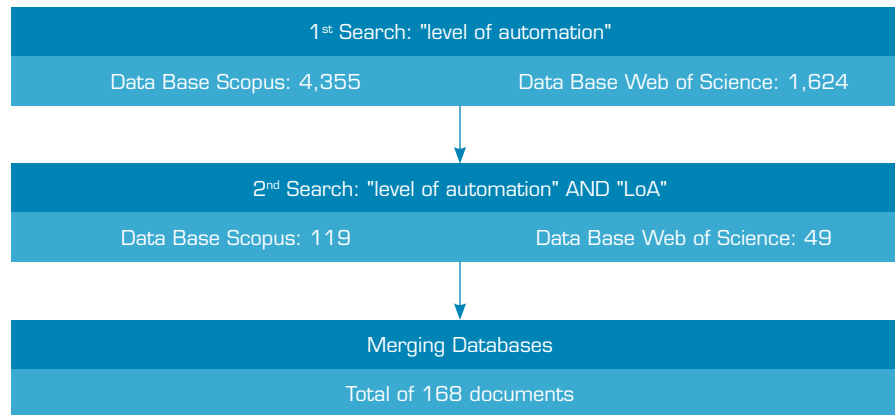 1st Search: "level of automation"
Data Base Scopus: 4,355 Data Base Web of Science: 1,624
2nd Search: "level of automation" AND "LoA"
Data Base Scopus: 119 Data Base Web of Science: 49
Merging Databases
Total of 168 documents